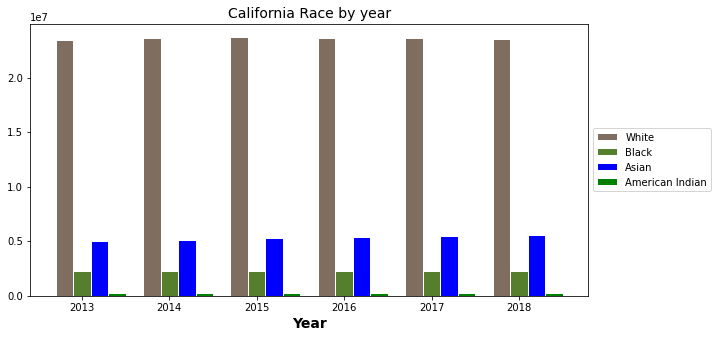 California Race by year
1e7
2.0
1.5
1.0
0.5
0.0
2013 2014 2015 2016 2017 2018
Year
White
Black
Asian
American Indian